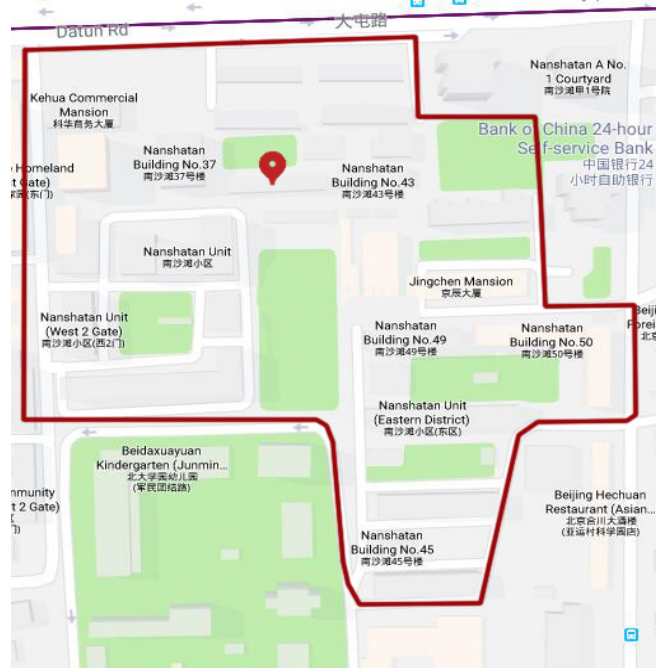 Datun Rd
大屯路
Nanshatan A No.
1 Courtyard
南沙滩甲1号院
Kehua Commercial
Mansion
科华商务大厦
Bank of China 24-hour
Self-service Bank
中国银行24
小时自助银行
Nanshatan
Building No.37
南沙滩37号楼
Nanshatan
Building No.43
南沙滩43号楼
Homeland
Gate)
(东门)
Nanshatan Unit
南沙滩小区
Jingchen Mansion
京辰大厦
Nanshatan Unit
(West 2 Gate)
南沙滩小区(西2门)
Nanshatan
Building No.49
南沙滩49号楼
Nanshatan
Building No.50
南沙滩50号楼
Nanshatan Unit
(Eastern District)
南沙滩小区(东区)
Beidaxuayuan
Kindergarten (Junmin...
北大学园幼儿园
(军民团结路)
t 2 Gate)
Beijing Hechuan
Restaurant (Asian...
北京合川大酒楼
(亚运村科学园店)
Nanshatan
Building No.45
南沙滩45号楼